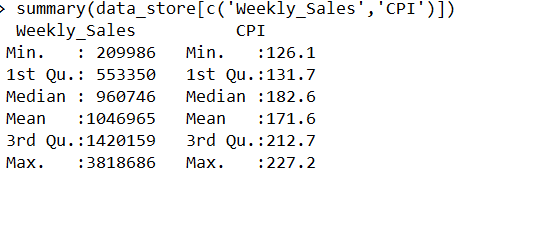 > summary(data_store[c('Weekly_Sales','CPI')])
  Weekly_Sales          CPI
 Min.   : 209986   Min.   :126.1
 1st Qu.: 553350   1st Qu.:131.7
 Median : 960746   Median :182.6
 Mean   :1046965   Mean   :171.6
 3rd Qu.:1420159   3rd Qu.:212.7
 Max.   :3818686   Max.   :227.2